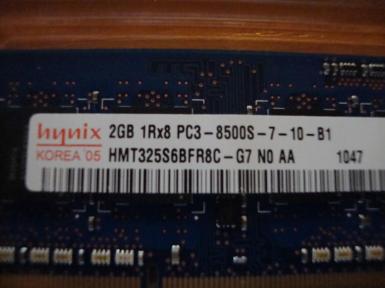 hynix 2GB 1Rx8 PC3-8500S-7-10-B1
KOREA '05 HMT325S6BFR8C-G7 N0 AA 1047